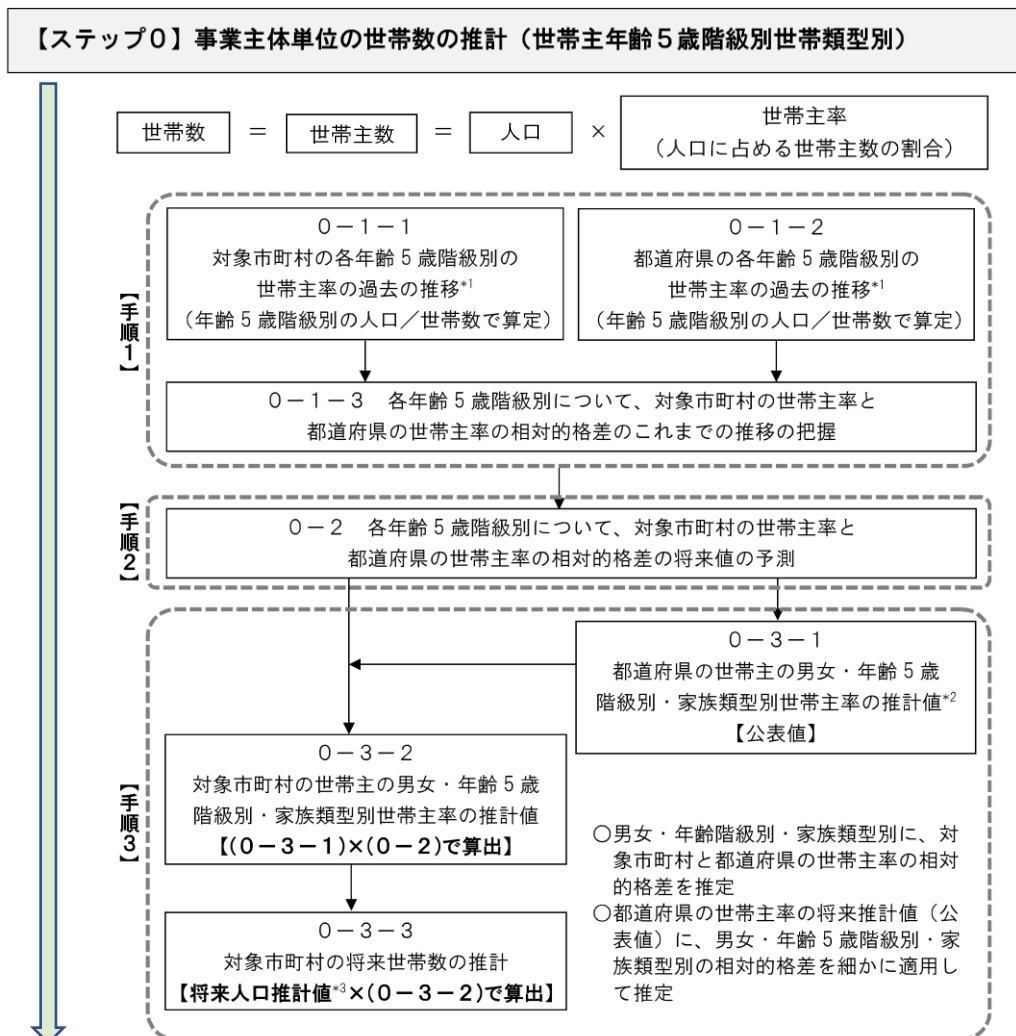 【ステップ０】事業主体単位の世帯数の推計（世帯主年齢５歳階級別世帯類型別）
世帯数 ＝ 世帯主数 ＝ 人口 × 世帯主率
（人口に占める世帯主数の割合）
【手順１】
０－１－１
対象市町村の各年齢５歳階級別の
世帯主率の過去の推移*1
（年齢５歳階級別の人口／世帯数で算定）
０－１－２
都道府県の各年齢５歳階級別の
世帯主率の過去の推移*1
（年齢５歳階級別の人口／世帯数で算定）
０－１－３　各年齢５歳階級別について、対象市町村の世帯主率と
都道府県の世帯主率の相対的格差のこれまでの推移の把握
【手順２】
０－２　各年齢５歳階級別について、対象市町村の世帯主率と
都道府県の世帯主率の相対的格差の将来値の予測
【手順３】
０－３－１
都道府県の世帯主の男女・年齢５歳
階級別・家族類型別世帯主率の推計値*2
【公表値】
０－３－２
対象市町村の世帯主の男女・年齢５歳
階級別・家族類型別世帯主率の推計値
【(０－３－１)×(０－２)で算出】
０－３－３
対象市町村の将来世帯数の推計
【将来人口推計値*3×(０－３－２)で算出】
○男女・年齢階級別・家族類型別に、対
象市町村と都道府県の世帯主率の相対
的格差を推定
○都道府県の世帯主率の将来推計値（公
表値）に、男女・年齢５歳階級別・家
族類型別の相対的格差を細かに適用し
て推定